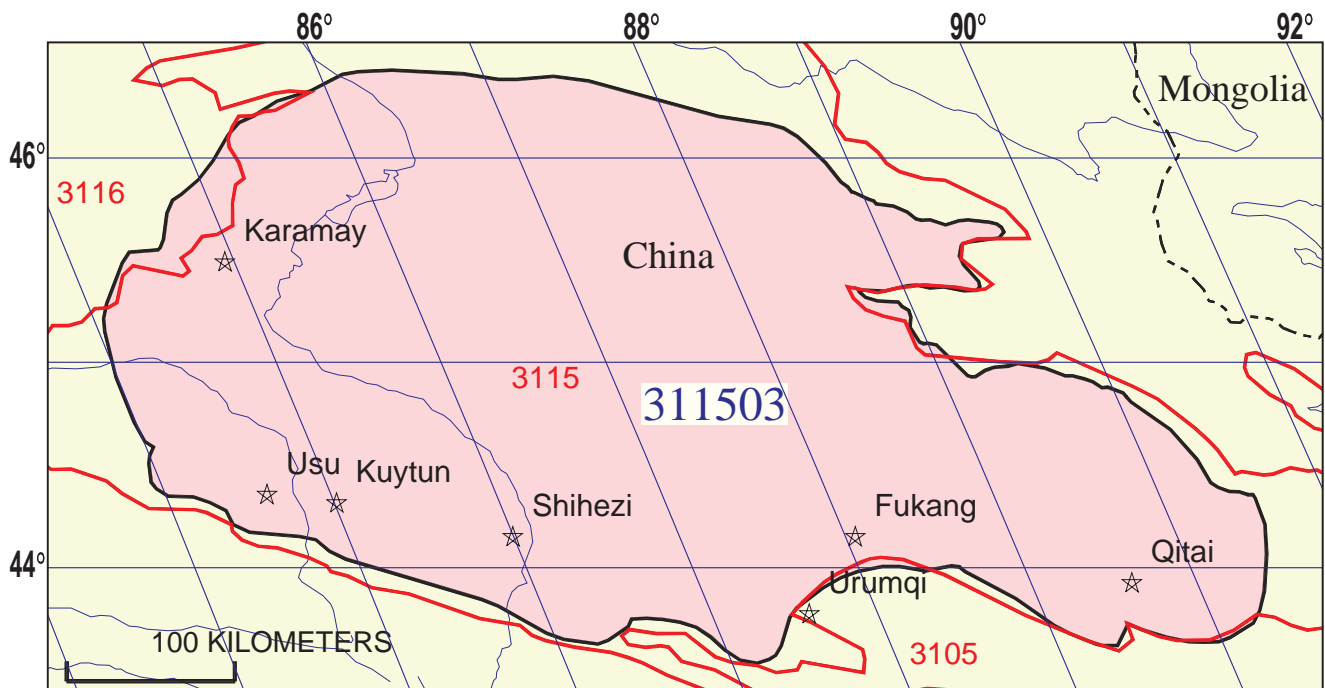 86° 88° 90° 92°
Mongolia
46°
3116
Karamay
China
3115
311503
Usu Kuytun
Shihezi
Fukang
Qitai
44°
Urumqi
100 KILOMETERS
3105